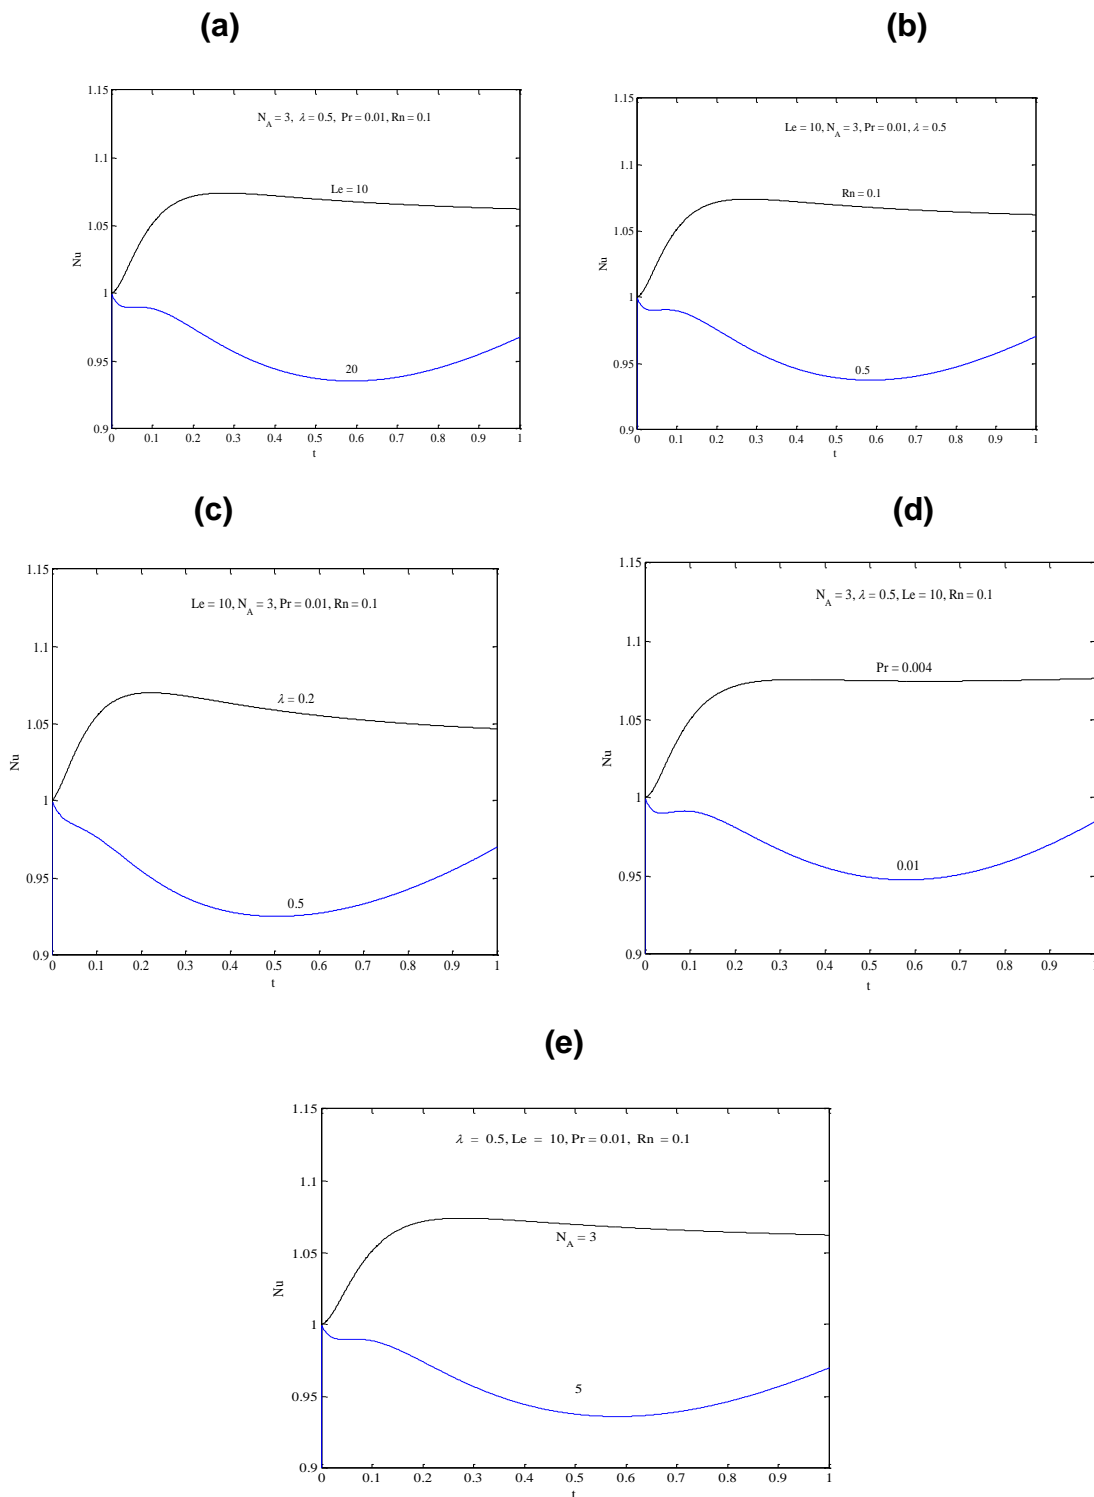 (a)
(b)
1.15
1.1
1.05
1
0.95
0.9
Nu
N_A = 3, λ = 0.5, Pr = 0.01, Rn = 0.1
Le = 10
20
0 0.1 0.2 0.3 0.4 0.5 0.6 0.7 0.8 0.9 1
t
1.15
1.1
1.05
1
0.95
0.9
Nu
Le = 10, N_A = 3, Pr = 0.01, λ = 0.5
Rn = 0.1
0.5
0 0.1 0.2 0.3 0.4 0.5 0.6 0.7 0.8 0.9 1
t
(c)
(d)
1.15
1.1
1.05
1
0.95
0.9
Nu
Le = 10, N_A = 3, Pr = 0.01, Rn = 0.1
λ = 0.2
0.5
0 0.1 0.2 0.3 0.4 0.5 0.6 0.7 0.8 0.9 1
t
1.15
1.1
1.05
1
0.95
0.9
Nu
N_A = 3, λ = 0.5, Le = 10, Rn = 0.1
Pr = 0.004
0.01
0 0.1 0.2 0.3 0.4 0.5 0.6 0.7 0.8 0.9 1
t
(e)
1.15
1.1
1.05
1
0.95
0.9
Nu
λ = 0.5, Le = 10, Pr = 0.01, Rn = 0.1
N_A = 3
5
0 0.1 0.2 0.3 0.4 0.5 0.6 0.7 0.8 0.9 1
t